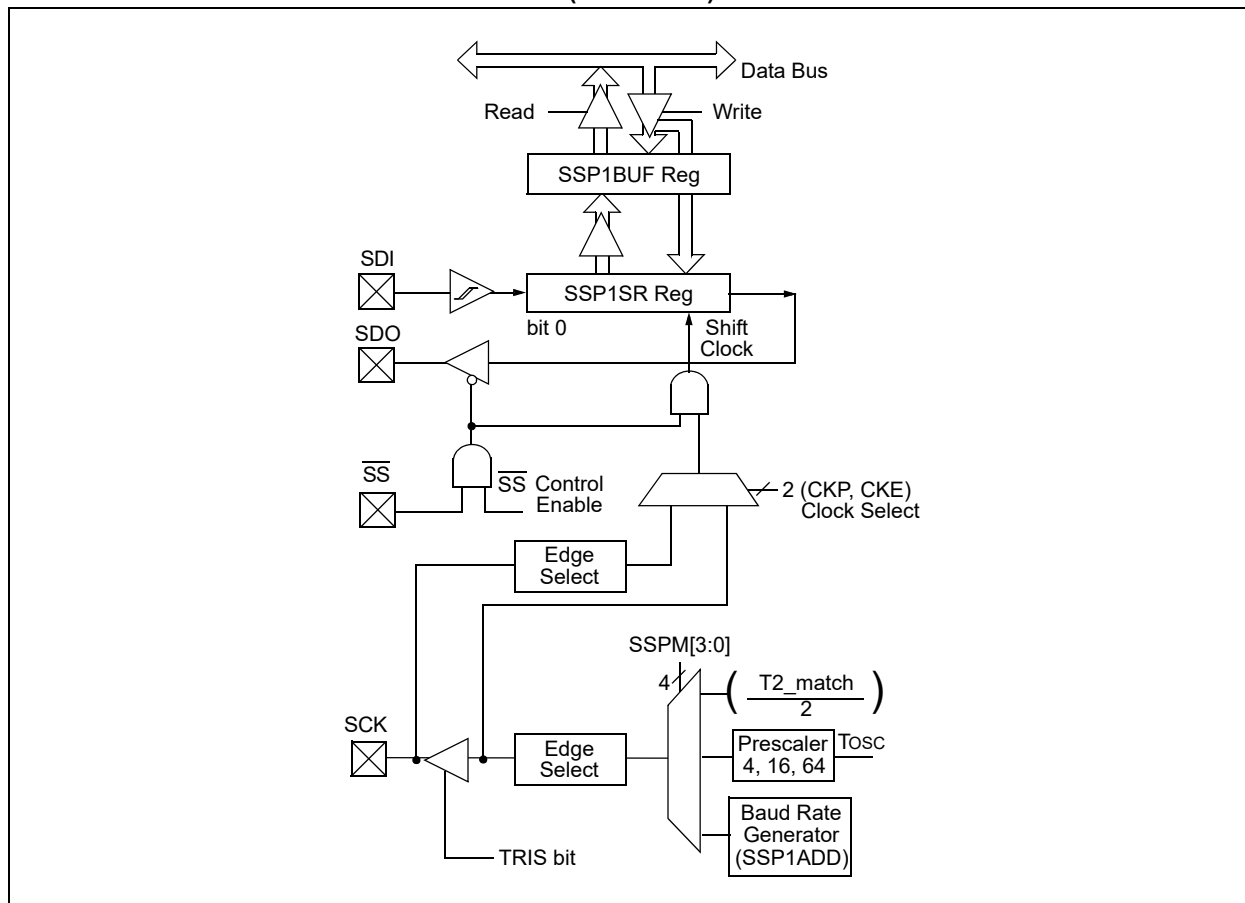 Data Bus
Read
Write
SSP1BUF Reg
SDI
SSP1SR Reg
bit 0
Shift
Clock
SDO
SS
SS Control
Enable
2 (CKP, CKE)
Clock Select
Edge
Select
SSPM[3:0]
4
( T2_match )
2
SCK
Edge
Select
Prescaler
4, 16, 64
TOSC
Baud Rate
Generator
(SSP1ADD)
TRIS bit